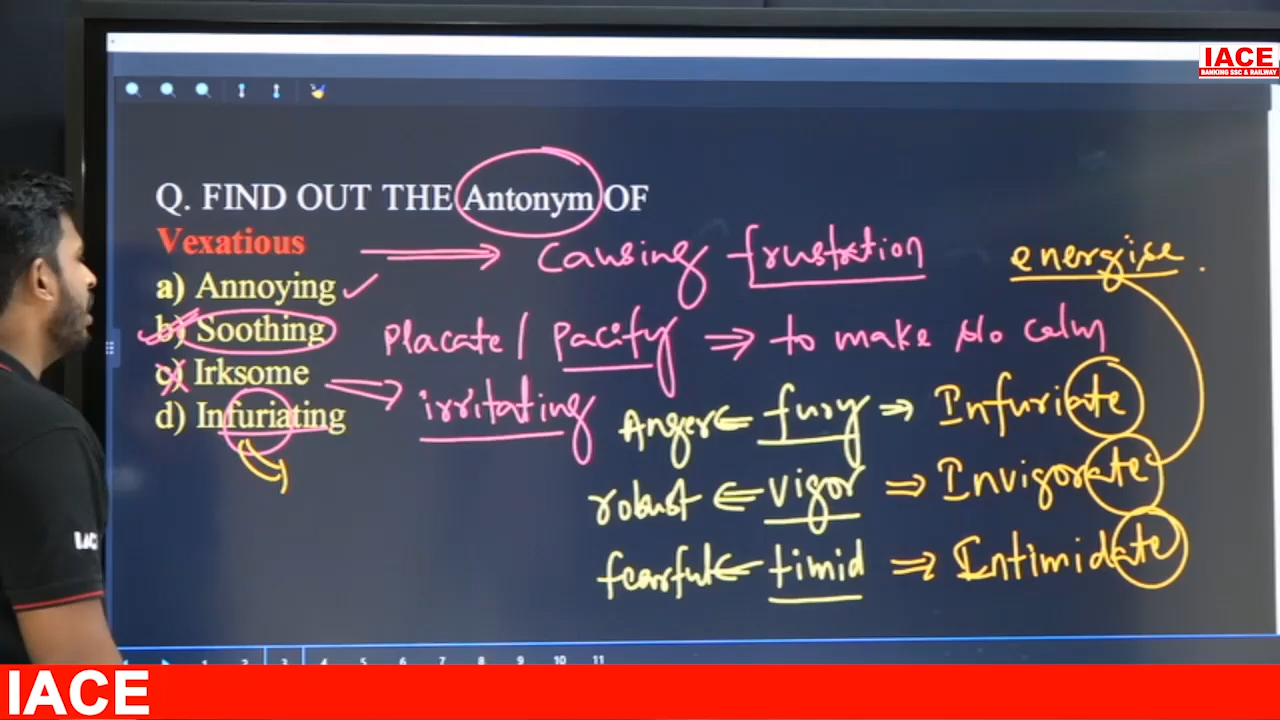 IACE
BANKING SSC & RAILWAY
Q. FIND OUT THE Antonym OF
Vexatious → causing frustration
energise.
a) Annoying ✓
b) Soothing placate / pacify ⇒ to make s/o calm
c) Irksome ⇒ irritating
d) Infuriating
Anger ⇐ fury ⇒ Infuriate
robust ⇐ vigor ⇒ Invigorate
fearful ⇐ timid ⇒ Intimidate
IACE
1 2 3 4 5 6 7 8 9 10 11
IACE